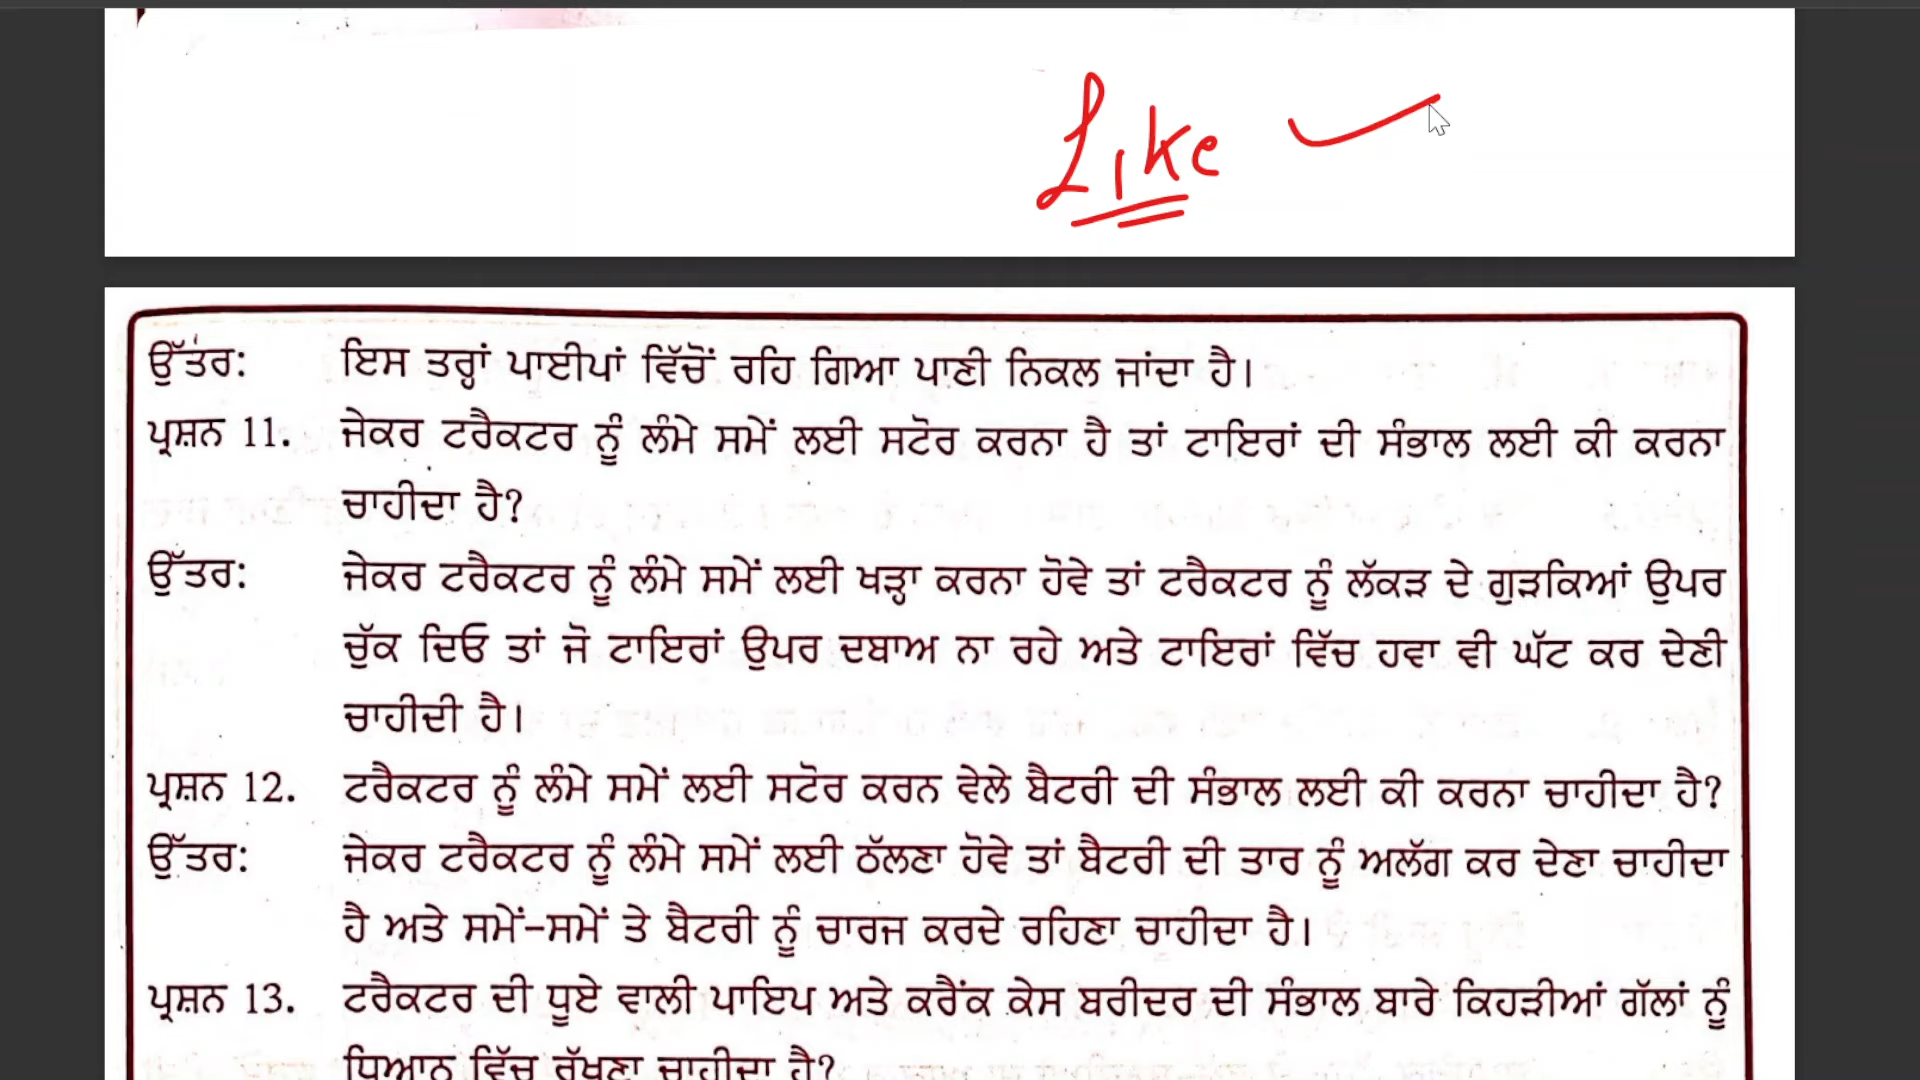 Like
ਉੱਤਰ: ਇਸ ਤਰ੍ਹਾਂ ਪਾਈਪਾਂ ਵਿੱਚੋਂ ਰਹਿ ਗਿਆ ਪਾਣੀ ਨਿਕਲ ਜਾਂਦਾ ਹੈ।
ਪ੍ਰਸ਼ਨ 11. ਜੇਕਰ ਟਰੈਕਟਰ ਨੂੰ ਲੰਮੇ ਸਮੇਂ ਲਈ ਸਟੋਰ ਕਰਨਾ ਹੈ ਤਾਂ ਟਾਇਰਾਂ ਦੀ ਸੰਭਾਲ ਲਈ ਕੀ ਕਰਨਾ
ਚਾਹੀਦਾ ਹੈ?
ਉੱਤਰ: ਜੇਕਰ ਟਰੈਕਟਰ ਨੂੰ ਲੰਮੇ ਸਮੇਂ ਲਈ ਖੜ੍ਹਾ ਕਰਨਾ ਹੋਵੇ ਤਾਂ ਟਰੈਕਟਰ ਨੂੰ ਲੱਕੜ ਦੇ ਗੁੜਕਿਆਂ ਉਪਰ
ਚੁੱਕ ਦਿਓ ਤਾਂ ਜੋ ਟਾਇਰਾਂ ਉਪਰ ਦਬਾਅ ਨਾ ਰਹੇ ਅਤੇ ਟਾਇਰਾਂ ਵਿੱਚ ਹਵਾ ਵੀ ਘੱਟ ਕਰ ਦੇਣੀ
ਚਾਹੀਦੀ ਹੈ।
ਪ੍ਰਸ਼ਨ 12. ਟਰੈਕਟਰ ਨੂੰ ਲੰਮੇ ਸਮੇਂ ਲਈ ਸਟੋਰ ਕਰਨ ਵੇਲੇ ਬੈਟਰੀ ਦੀ ਸੰਭਾਲ ਲਈ ਕੀ ਕਰਨਾ ਚਾਹੀਦਾ ਹੈ?
ਉੱਤਰ: ਜੇਕਰ ਟਰੈਕਟਰ ਨੂੰ ਲੰਮੇ ਸਮੇਂ ਲਈ ਠੱਲਣਾ ਹੋਵੇ ਤਾਂ ਬੈਟਰੀ ਦੀ ਤਾਰ ਨੂੰ ਅਲੱਗ ਕਰ ਦੇਣਾ ਚਾਹੀਦਾ
ਹੈ ਅਤੇ ਸਮੇਂ-ਸਮੇਂ ਤੇ ਬੈਟਰੀ ਨੂੰ ਚਾਰਜ ਕਰਦੇ ਰਹਿਣਾ ਚਾਹੀਦਾ ਹੈ।
ਪ੍ਰਸ਼ਨ 13. ਟਰੈਕਟਰ ਦੀ ਧੂਏ ਵਾਲੀ ਪਾਇਪ ਅਤੇ ਕਰੈਂਕ ਕੇਸ ਬਰੀਦਰ ਦੀ ਸੰਭਾਲ ਬਾਰੇ ਕਿਹੜੀਆਂ ਗੱਲਾਂ ਨੂੰ
ਧਿਆਨ ਵਿੱਚ ਰੱਖਣਾ ਚਾਹੀਦਾ ਹੈ?